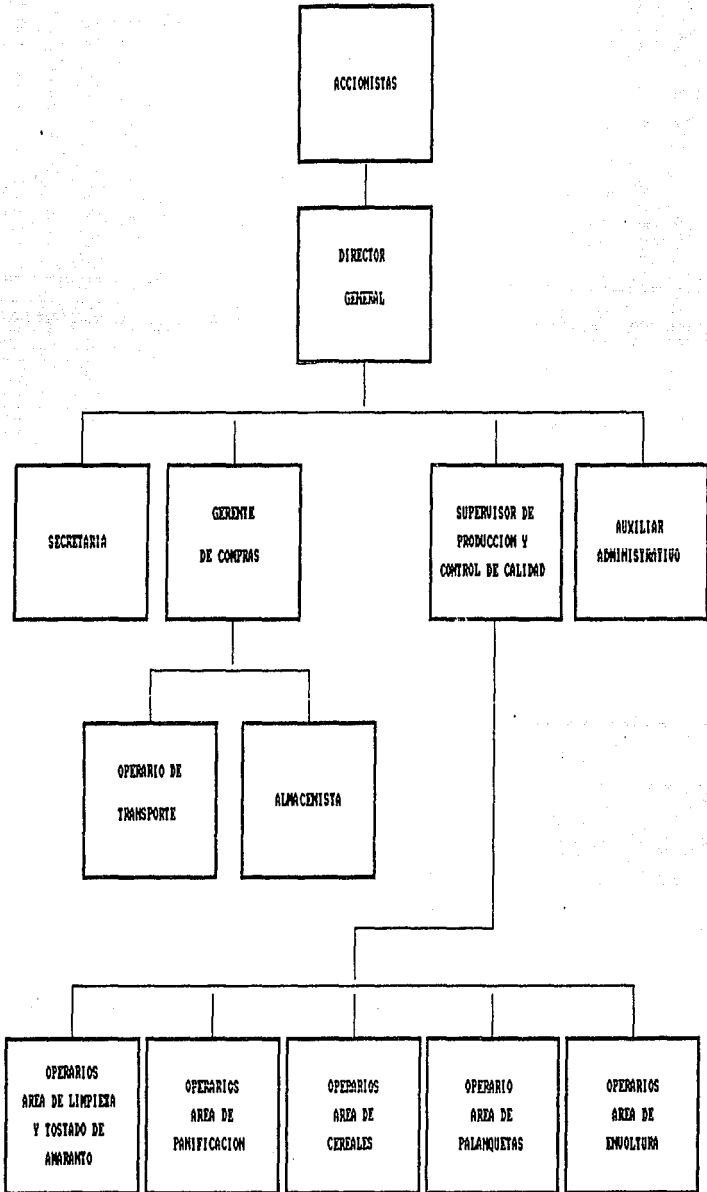 ACCIONISTAS
DIRECTOR
GENERAL
SECRETARIA
GERENTE
DE COMPRAS
SUPERVISOR DE
PRODUCCION Y
CONTROL DE CALIDAD
AUXILIAR
ADMINISTRATIVO
OPERARIO DE
TRANSPORTE
ALMACENISTA
OPERARIOS
AREA DE LIMPIEZA
Y TOSTADO DE
AMARANTO
OPERARIOS
AREA DE
PANIFICACION
OPERARIOS
AREA DE
CEREALES
OPERARIO
AREA DE
PALANQUETAS
OPERARIOS
AREA DE
ENVOLTURA